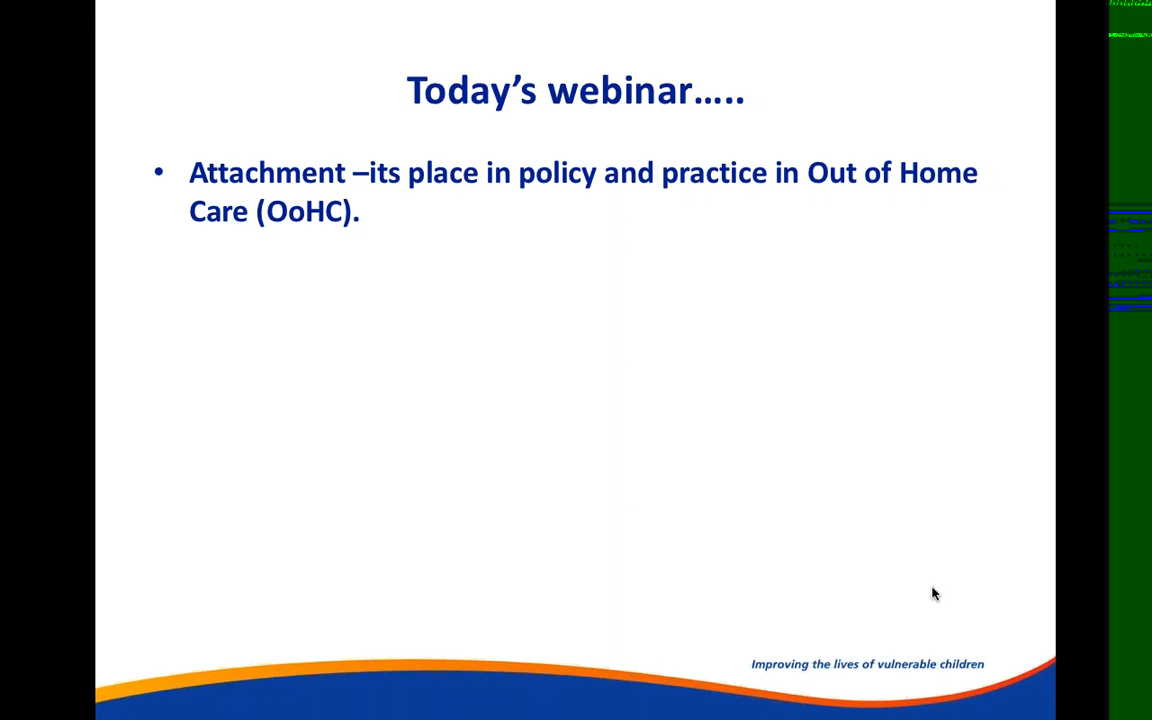 Today's webinar.....
• Attachment –its place in policy and practice in Out of Home
Care (OoHC).
Improving the lives of vulnerable children